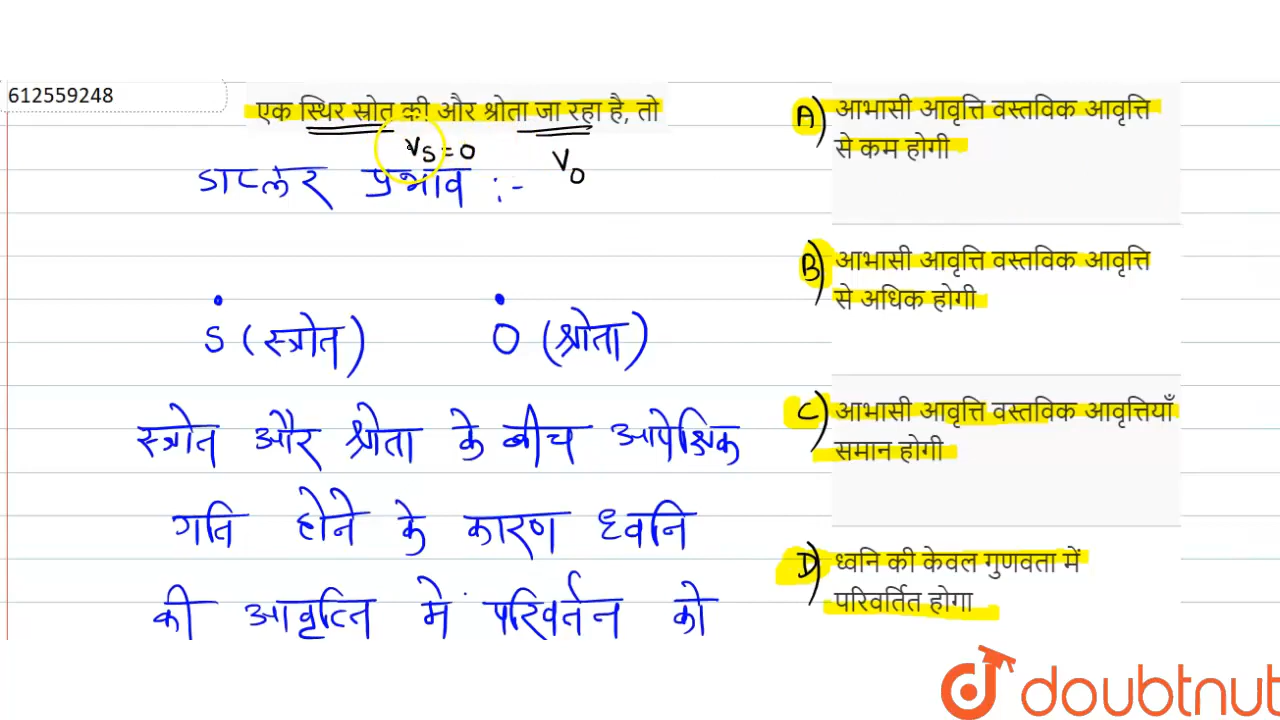 612559248
एक स्थिर स्रोत की और श्रोता जा रहा है, तो
Vs = 0
Vo
डाप्लर प्रभाव :-
S (स्त्रोत) O (श्रोता)
स्त्रोत और श्रोता के बीच आपेक्षिक
गति होने के कारण ध्वनि
की आवृत्ति में परिवर्तन को
A) आभासी आवृत्ति वस्तविक आवृत्ति
से कम होगी
B) आभासी आवृत्ति वस्तविक आवृत्ति
से अधिक होगी
C) आभासी आवृत्ति वस्तविक आवृत्तियाँ
समान होगी
D) ध्वनि की केवल गुणवता में
परिवर्तित होगा
doubtnut